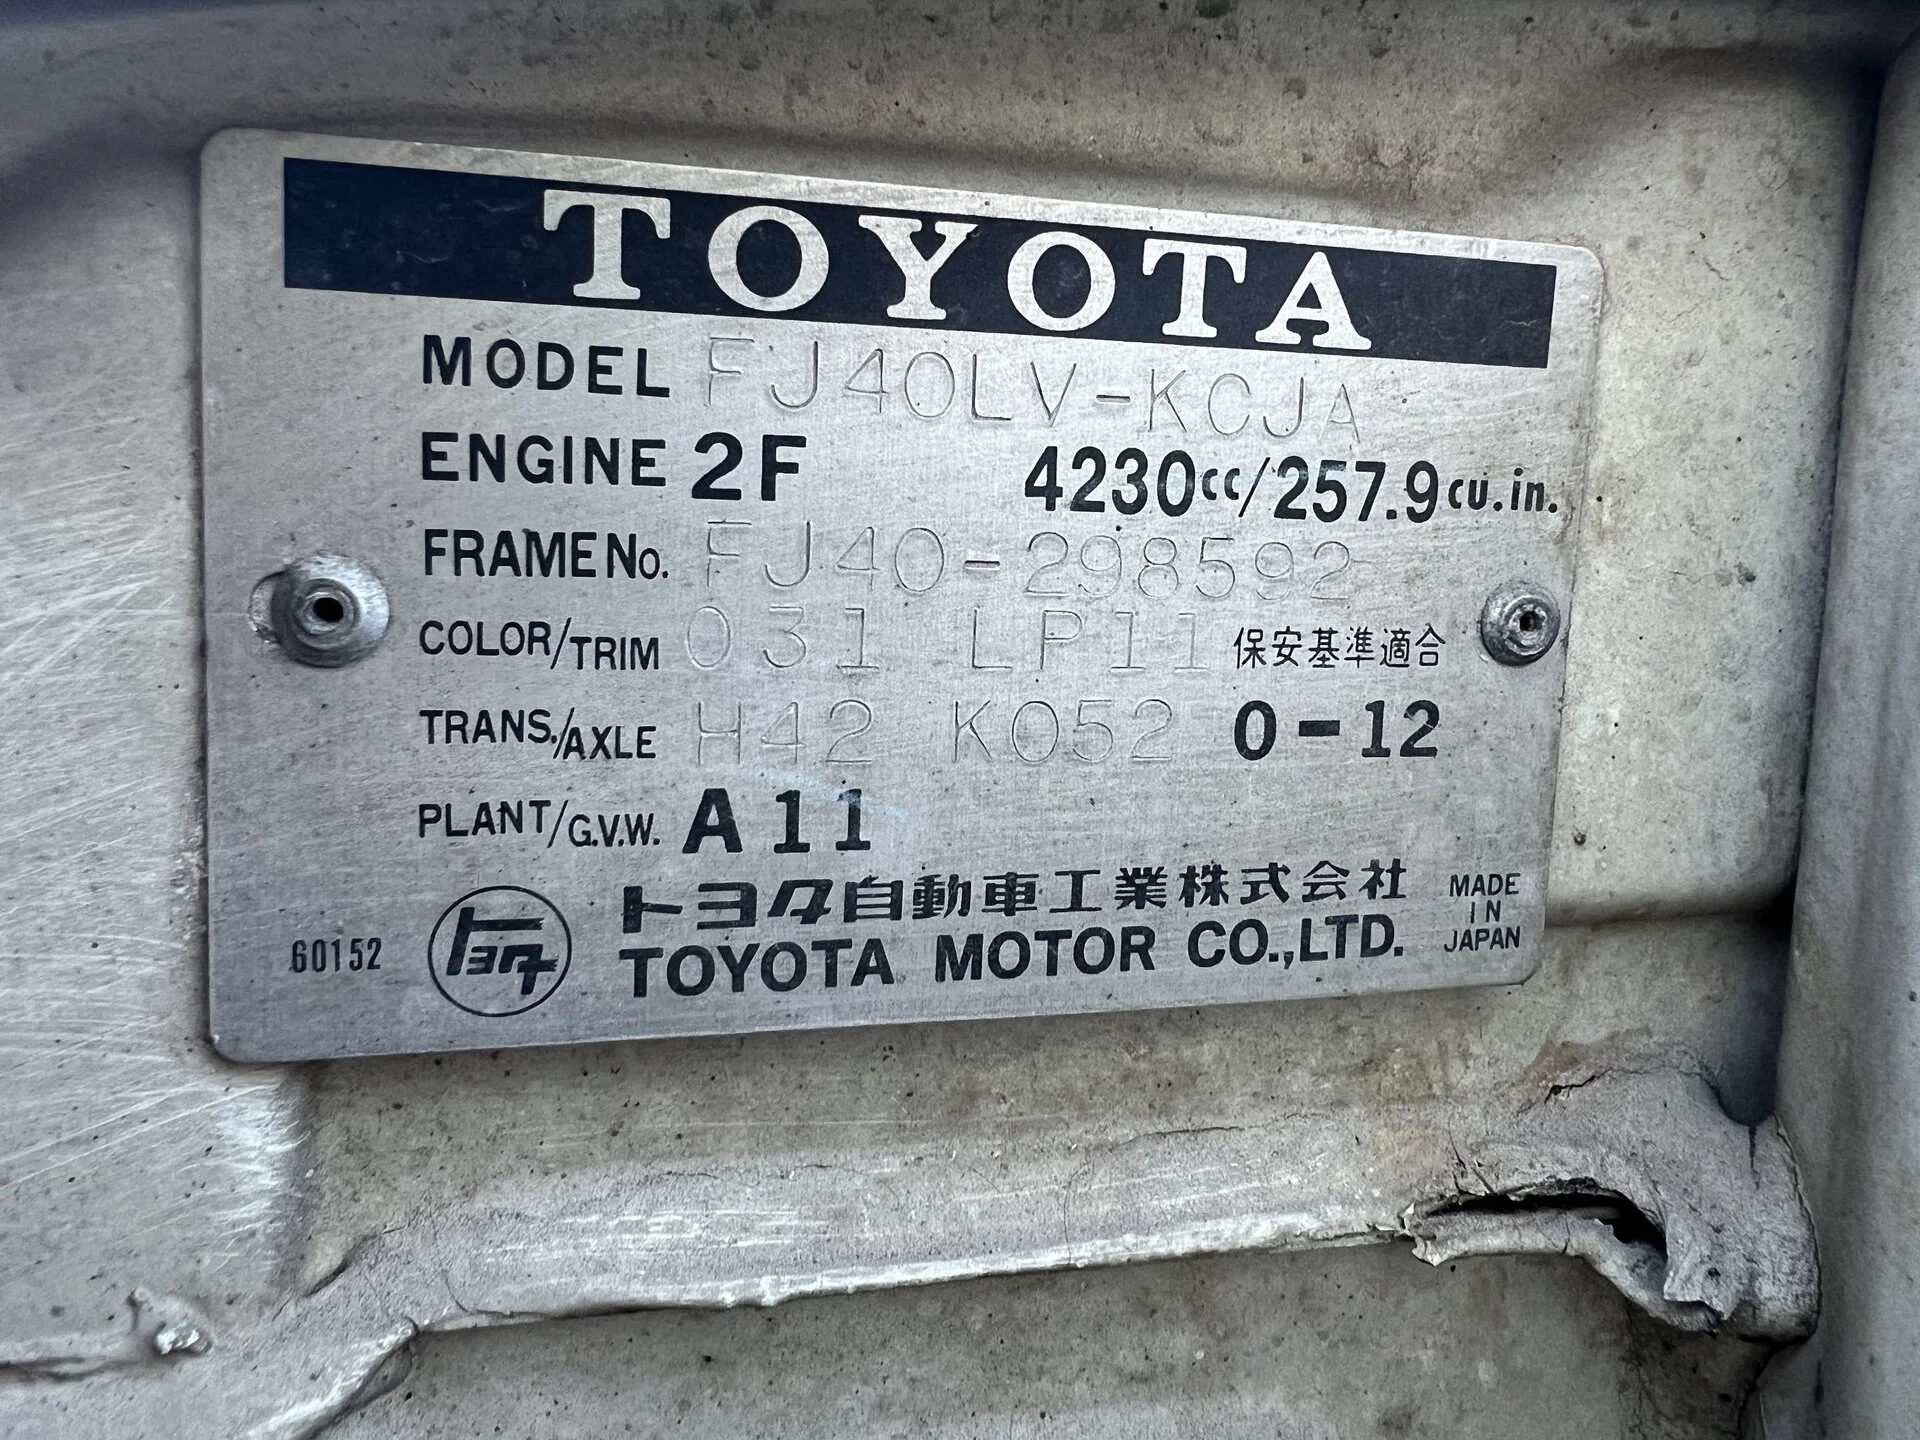 TOYOTA
MODEL FJ40LV-KCJA
ENGINE 2F 4230cc/257.9cu.in.
FRAME No. FJ40-298592
COLOR/TRIM 031 LP11 保安基準適合
TRANS./AXLE H42 K052 0-12
PLANT/G.V.W. A11
トヨタ自動車工業株式会社
TOYOTA MOTOR CO.,LTD.
MADE
IN
JAPAN
60152 トヨタ